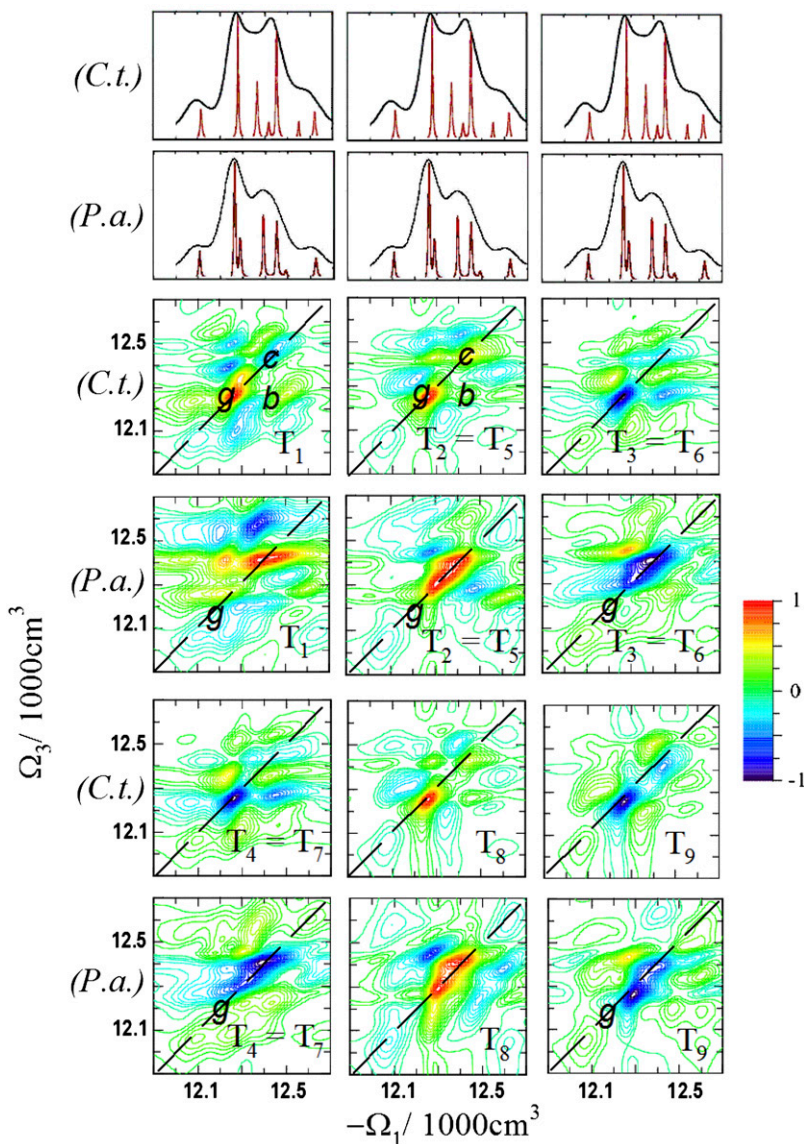 (C.t.)
(P.a.)
(C.t.)
12.5
12.1
g
e
b
T1
g
e
b
T2 = T5
T3 = T6
(P.a.)
12.5
12.1
g
T1
g
T2 = T5
g
T3 = T6
Ω3/ 1000cm³
1
0
-1
(C.t.)
12.5
12.1
T4 = T7
T8
T9
(P.a.)
12.5
12.1
g
T4 = T7
T8
g
T9
12.1 12.5 12.1 12.5 12.1 12.5
−Ω1/ 1000cm³